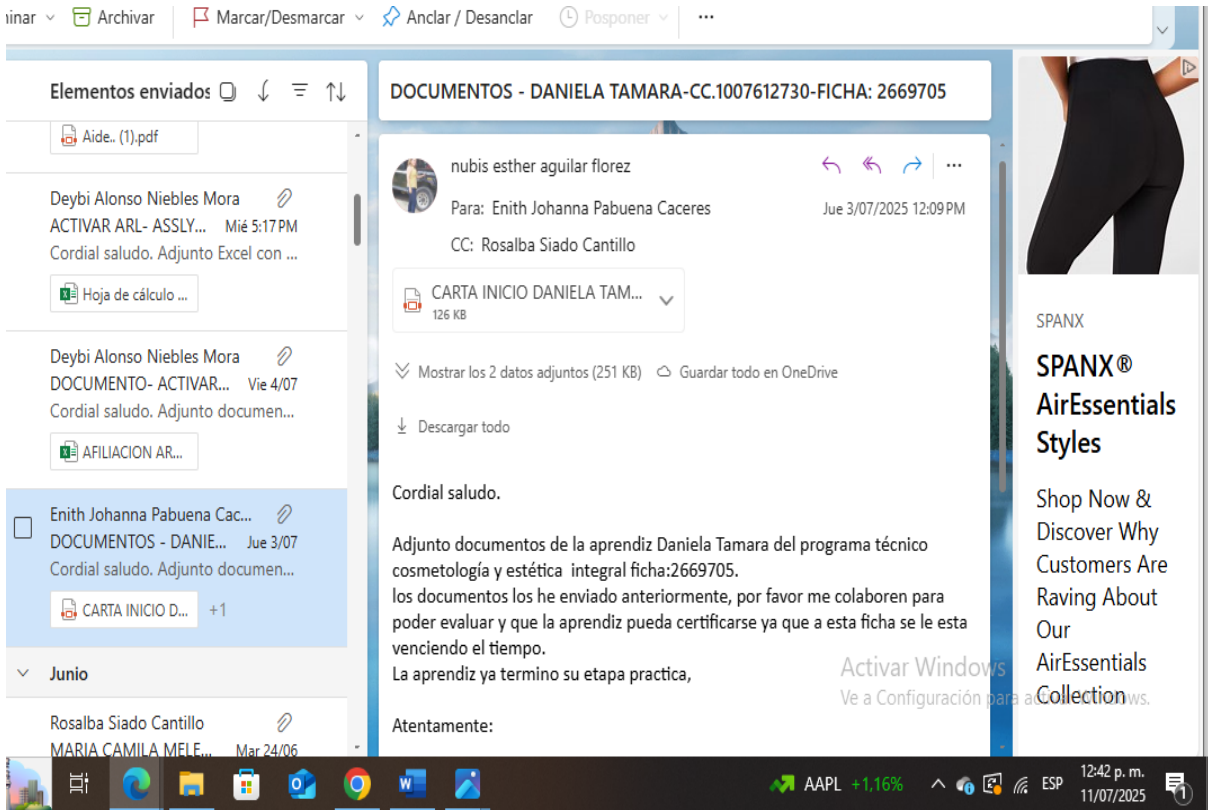 inar
Archivar
Marcar/Desmarcar
Anclar / Desanclar
Posponer
...
Elementos enviados
Aide.. (1).pdf
Deybi Alonso Niebles Mora
ACTIVAR ARL- ASSLY... Mié 5:17 PM
Cordial saludo. Adjunto Excel con ...
Hoja de cálculo ...
Deybi Alonso Niebles Mora
DOCUMENTO- ACTIVAR... Vie 4/07
Cordial saludo. Adjunto documen...
AFILIACION AR...
Enith Johanna Pabuena Cac...
DOCUMENTOS - DANIE... Jue 3/07
Cordial saludo. Adjunto documen...
CARTA INICIO D... +1
Junio
Rosalba Siado Cantillo
MARIA CAMILA MELE... Mar 24/06
DOCUMENTOS - DANIELA TAMARA-CC.1007612730-FICHA: 2669705
nubis esther aguilar florez
Para: Enith Johanna Pabuena Caceres
Jue 3/07/2025 12:09 PM
CC: Rosalba Siado Cantillo
CARTA INICIO DANIELA TAM...
126 KB
Mostrar los 2 datos adjuntos (251 KB)
Guardar todo en OneDrive
Descargar todo
Cordial saludo.
Adjunto documentos de la aprendiz Daniela Tamara del programa técnico
cosmetología y estética integral ficha:2669705.
los documentos los he enviado anteriormente, por favor me colaboren para
poder evaluar y que la aprendiz pueda certificarse ya que a esta ficha se le esta
venciendo el tiempo.
La aprendiz ya termino su etapa practica,
Atentamente:
SPANX
SPANX®
AirEssentials
Styles
Shop Now &
Discover Why
Customers Are
Raving About
Our
AirEssentials
Collection
Activar Windows
Ve a Configuración para activar Windows.
AAPL +1,16%
ESP
12:42 p. m.
11/07/2025
1